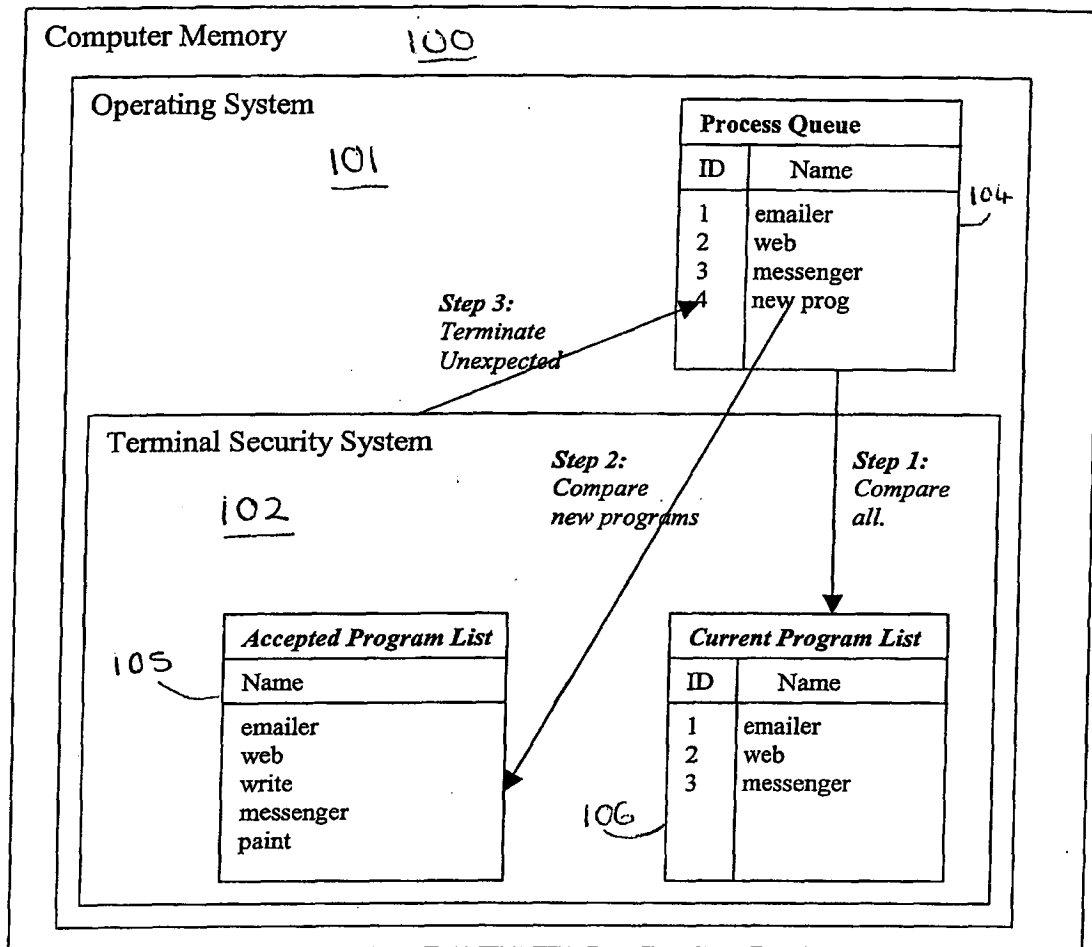 Computer Memory 100
Operating System
101
Process Queue
ID Name
1 emailer
2 web
3 messenger
4 new prog
104
Step 3:
Terminate
Unexpected
Terminal Security System
102
Step 2:
Compare
new programs
Step 1:
Compare
all.
105
Accepted Program List
Name
emailer
web
write
messenger
paint
106
Current Program List
ID Name
1 emailer
2 web
3 messenger